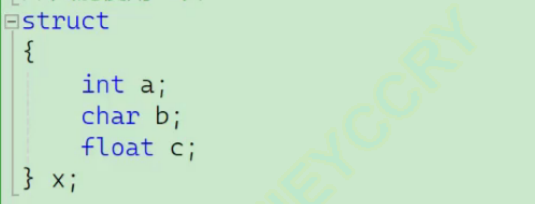 struct
{
    int a;
    char b;
    float c;
} x;